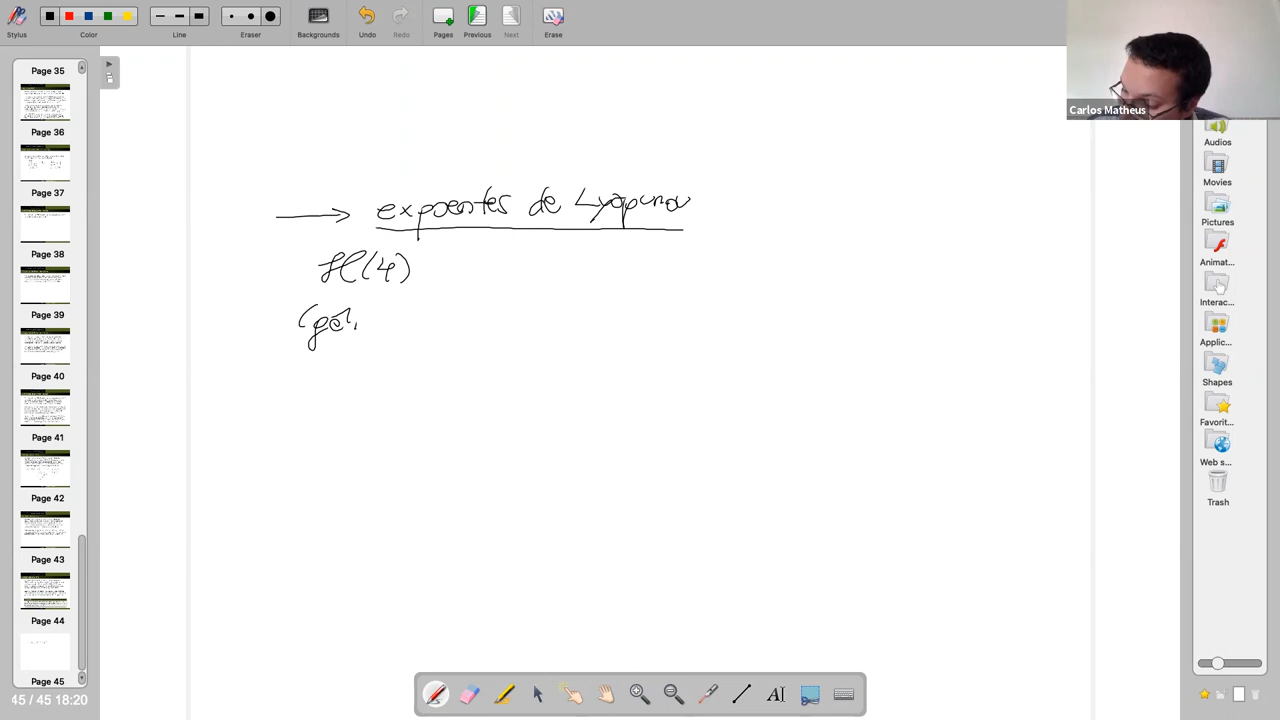 Stylus
Color
Line
Eraser
Backgrounds
Undo
Redo
Pages
Previous
Next
Erase
Carlos Matheus
Page 35
Page 36
Page 37
Page 38
Page 39
Page 40
Page 41
Page 42
Page 43
Page 44
Page 45
45 / 45 18:20
→ expoentes de Lyapunov
H(4)
Audios
Movies
Pictures
Animat...
Interac...
Applic...
Shapes
Favorit...
Web s...
Trash